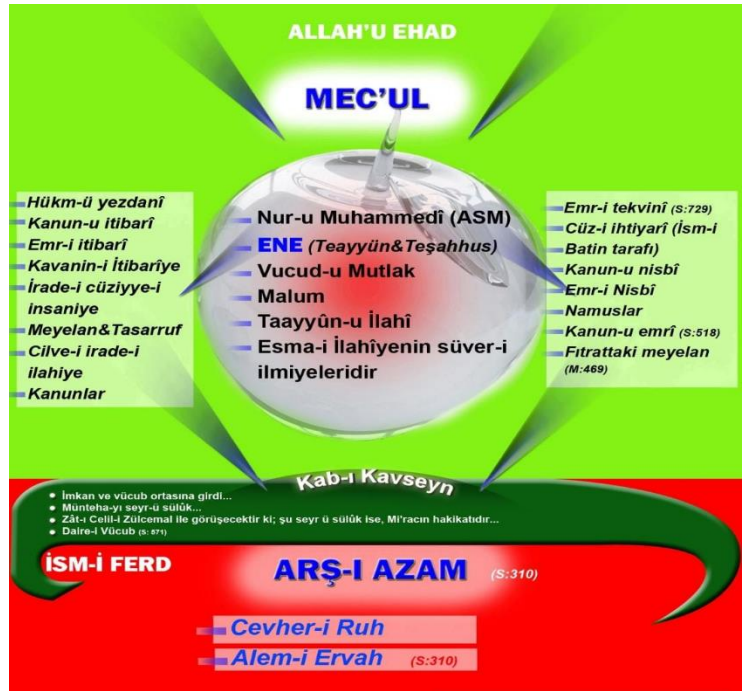 ALLAH'U EHAD
MEC'UL
Hükm-ü yezdanî
Kanun-u itibarî
Emr-i itibarî
Kavanin-i İtibarîye
İrade-i cüziyye-i
insaniye
Meyelan&Tasarruf
Cilve-i irade-i
ilahiye
Kanunlar
Nur-u Muhammedî (ASM)
ENE (Teayyün&Teşahhus)
Vucud-u Mutlak
Malum
Taayyûn-u İlahî
Esma-i İlahîyenin süver-i
ilmiyeleridir
Emr-i tekvinî (S:729)
Cüz-i ihtiyarî (İsm-i
Batin tarafı)
Kanun-u nisbî
Emr-i Nisbî
Namuslar
Kanun-u emrî (S:518)
Fıtrattaki meyelan
(M:469)
Kab-ı Kavseyn
İmkan ve vücub ortasına girdi...
Münteha-yı seyr-ü sülûk...
Zât-ı Celil-i Zülcemal ile görüşecektir ki; şu seyr ü sülûk ise, Mi'racın hakikatıdır...
Daire-i Vücub (S: 571)
İSM-İ FERD
ARŞ-I AZAM (S:310)
Cevher-i Ruh
Alem-i Ervah (S:310)